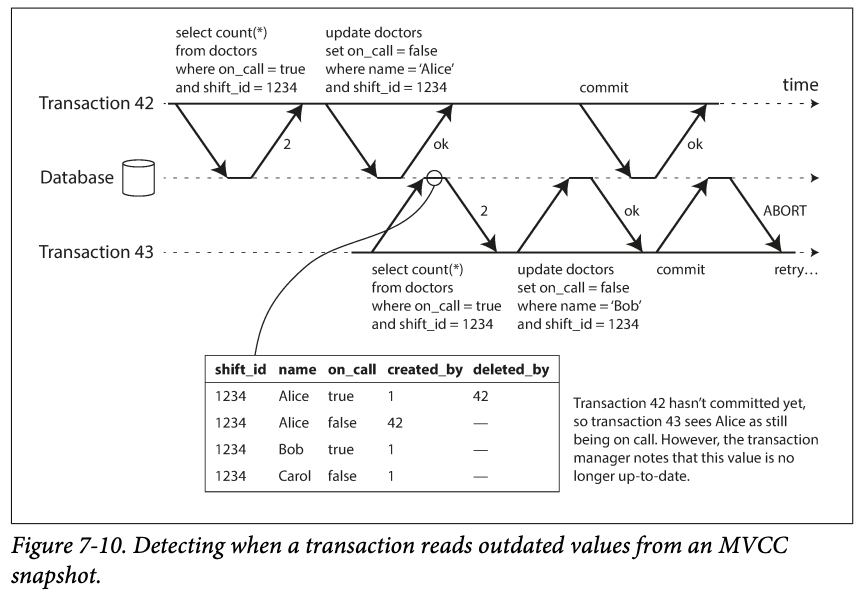 select count(*)
from doctors
where on_call = true
and shift_id = 1234
update doctors
set on_call = false
where name = ‘Alice’
and shift_id = 1234
commit
time
Transaction 42
2
ok
ok
Database
2
ok
ABORT
Transaction 43
select count(*)
from doctors
where on_call = true
and shift_id = 1234
update doctors
set on_call = false
where name = ‘Bob’
and shift_id = 1234
commit
retry…
shift_id name on_call created_by deleted_by
1234 Alice true 1 42
1234 Alice false 42 —
1234 Bob true 1 —
1234 Carol false 1 —
Transaction 42 hasn’t committed yet,
so transaction 43 sees Alice as still
being on call. However, the transaction
manager notes that this value is no
longer up-to-date.
Figure 7-10. Detecting when a transaction reads outdated values from an MVCC
snapshot.